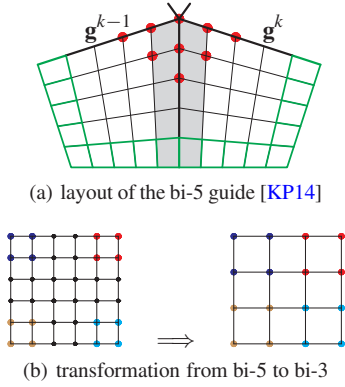 g^{k−1} g^k
(a) layout of the bi-5 guide [KP14]
⟹
(b) transformation from bi-5 to bi-3